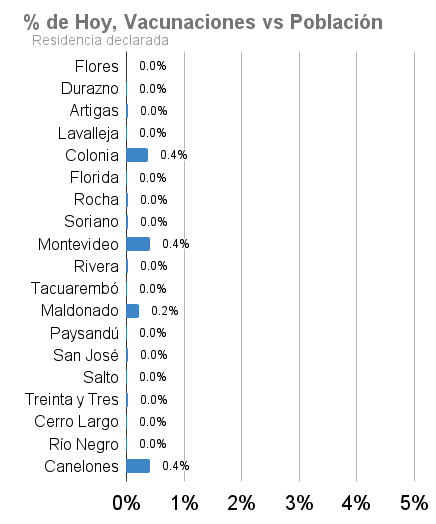 % de Hoy, Vacunaciones vs Población
Residencia declarada
Flores 0.0%
Durazno 0.0%
Artigas 0.0%
Lavalleja 0.0%
Colonia 0.4%
Florida 0.0%
Rocha 0.0%
Soriano 0.0%
Montevideo 0.4%
Rivera 0.0%
Tacuarembó 0.0%
Maldonado 0.2%
Paysandú 0.0%
San José 0.0%
Salto 0.0%
Treinta y Tres 0.0%
Cerro Largo 0.0%
Río Negro 0.0%
Canelones 0.4%
0% 1% 2% 3% 4% 5%